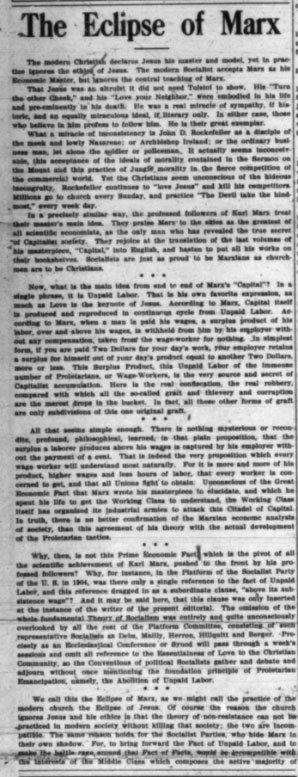 The Eclipse of Marx
The modern Christian declares Jesus his master and model, yet in prac-
tice ignores the ethics of Jesus. The modern Socialist accepts Marx as his
Economic Master, but ignores the central teaching of Marx.
That Jesus was an altruist it did not need Tolstoi to show. His "Turn
the other Cheek," and his "Love your Neighbor," were embodied in his life
and pre-eminently in his death. He was a real miracle of sympathy, if his-
toric, and an equally miraculous ideal, if literary only. In either case, those
who believe in him profess to follow him. He is their great exemplar.
What a miracle of inconsistency is John D. Rockefeller as a disciple of
the meek and lowly Nazarene; or Archbishop Ireland; or the ordinary busi-
ness man, let alone the soldier or policeman. It actually seems inconceiv-
able, this acceptance of the ideals of morality contained in the Sermon on
the Mount and this practice of Jungle morality in the fierce competition of
the commercial world. Yet the Christians seem unconscious of the hideous
incongruity. Rockefeller continues to "love Jesus" and kill his competitors.
Millions go to church every Sunday, and practice "The Devil take the hind-
most," every week day.
In a precisely similar way, the professed followers of Karl Marx treat
their master's main idea. They praise Marx to the skies as the greatest of
all scientific economists, as the only man who has revealed the true secret
of Capitalist society. They rejoice at the translation of the last volumes of
his masterpiece, "Capital," into English, and hasten to put all his works on
their bookshelves. Socialists are just as proud to be Marxians as church-
men are to be Christians.
* * *
Now, what is the main idea from end to end of Marx's "Capital"? In a
single phrase, it is Unpaid Labor. That is his own favorite expression, as
much as Love is the keynote of Jesus. According to Marx, Capital itself
is produced and reproduced in continuous cycle from Unpaid Labor. Ac-
cording to Marx, when a man is paid his wages, a surplus product of his
labor, over and above his wages, is withheld from him by his employer with-
out any compensation, taken from the wage-worker for nothing. In simplest
form, if you are paid Two Dollars for your day's work, your employer retains
a surplus for himself out of your day's product equal to another Two Dollars,
more or less. This Surplus Product, this Unpaid Labor of the immense
number of Proletarians, or Wage-Workers, is the very source and secret of
Capitalist accumulation. Here is the real confiscation, the real robbery,
compared with which all the so-called graft and thievery and corruption
are the merest drops in the bucket. In fact, all these other forms of graft
are only subdivisions of this one original graft.
* * *
All that seems simple enough. There is nothing mysterious or recon-
dite, profound, philosophical, learned, in that plain proposition, that the
surplus a laborer produces above his wages is captured by his employer with-
out the payment of a cent. That is indeed the very proposition which every
wage worker will understand most naturally. For it is more and more of his
product, higher wages and less hours of labor, that every worker is con-
cerned to get, and that all Unions fight to obtain. Unconscious of the Great
Economic Fact that Marx wrote his masterpiece to elucidate, and which he
spent his life to get the Working Class to understand, the Working Class
itself has organized its industrial armies to attack this Citadel of Capital.
In truth, there is no better confirmation of the Marxian economic analysis
of society, than this agreement of his theory with the actual development
of the Proletarian tactics.
* * *
Why, then, is not this Prime Economic Fact, which is the pivot of all
the scientific achievement of Karl Marx, pushed to the front by his pro-
fessed followers? Why, for instance, in the Platform of the Socialist Party
of the U. S. in 1904, was there only a single reference to the fact of Unpaid
Labor, and this reference dragged to as a subordinate clause, "above its sub-
sistence wage"? And it may be said here, that this clause was only inserted
at the instance of the writer of the present editorial. The omission of the
whole fundamental Theory of Socialism was entirely and quite unconsciously
overlooked by all the rest of the Platform Committee, consisting of such
representative Socialists as Debs, Mailly, Herron, Hillquitt and Berger. Pre-
cisely as an Ecclesiastical Conference or Synod will pass through a week's
sessions and omit all reference to the Essentialness of Love to the Christian
Community, so the Conventions of political Socialists gather and debate and
adjourn without once mentioning the foundation principle of Proletarian
Emancipation, namely, the Abolition of Unpaid Labor.
* * *
We call this the Eclipse of Marx, as we might call the practice of the
modern church the Eclipse of Jesus. Of course the reason the church
ignores Jesus and his ethics is that the theory of non-resistance can not be
practiced in modern society without killing that society; the two are incom-
patible. The same reason holds for the Socialist Parties, who hide Marx in
their own shadow. For, to bring forward the Fact of Unpaid Labor, and to
make the battle rage around that Fact of Facts, would be incompatible with
the interests of the Middle Class which composes the active majority of